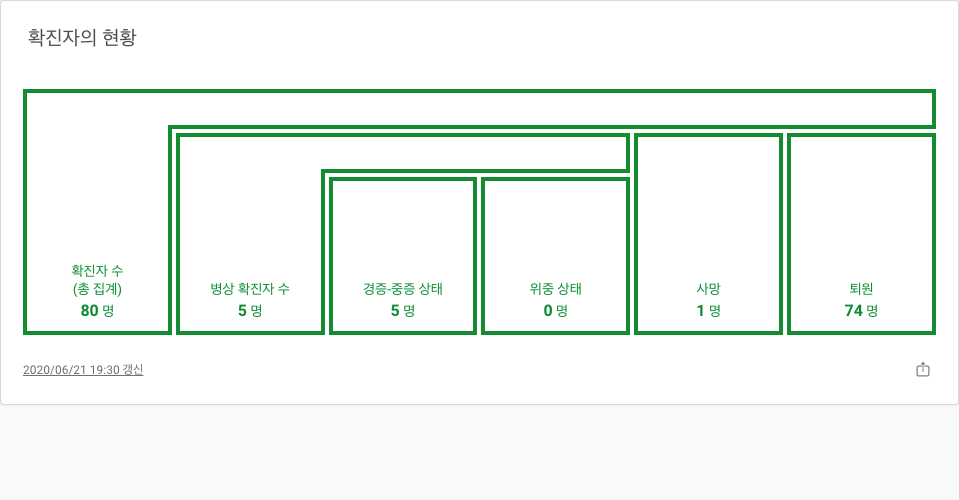 확진자의 현황
확진자 수
(총 집계)
80 명
병상 확진자 수
5 명
경증-중증 상태
5 명
위중 상태
0 명
사망
1 명
퇴원
74 명
2020/06/21 19:30 갱신